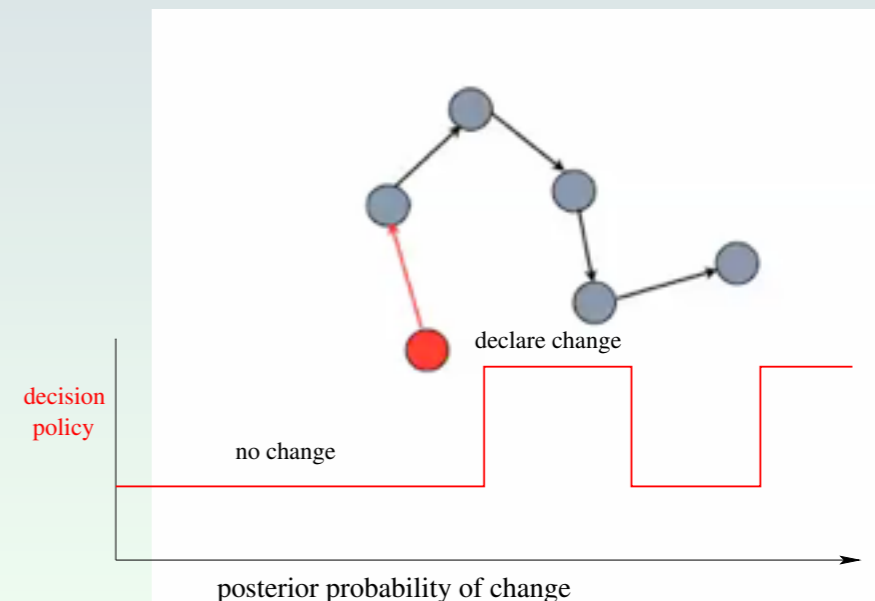 declare change
decision
policy
no change
posterior probability of change